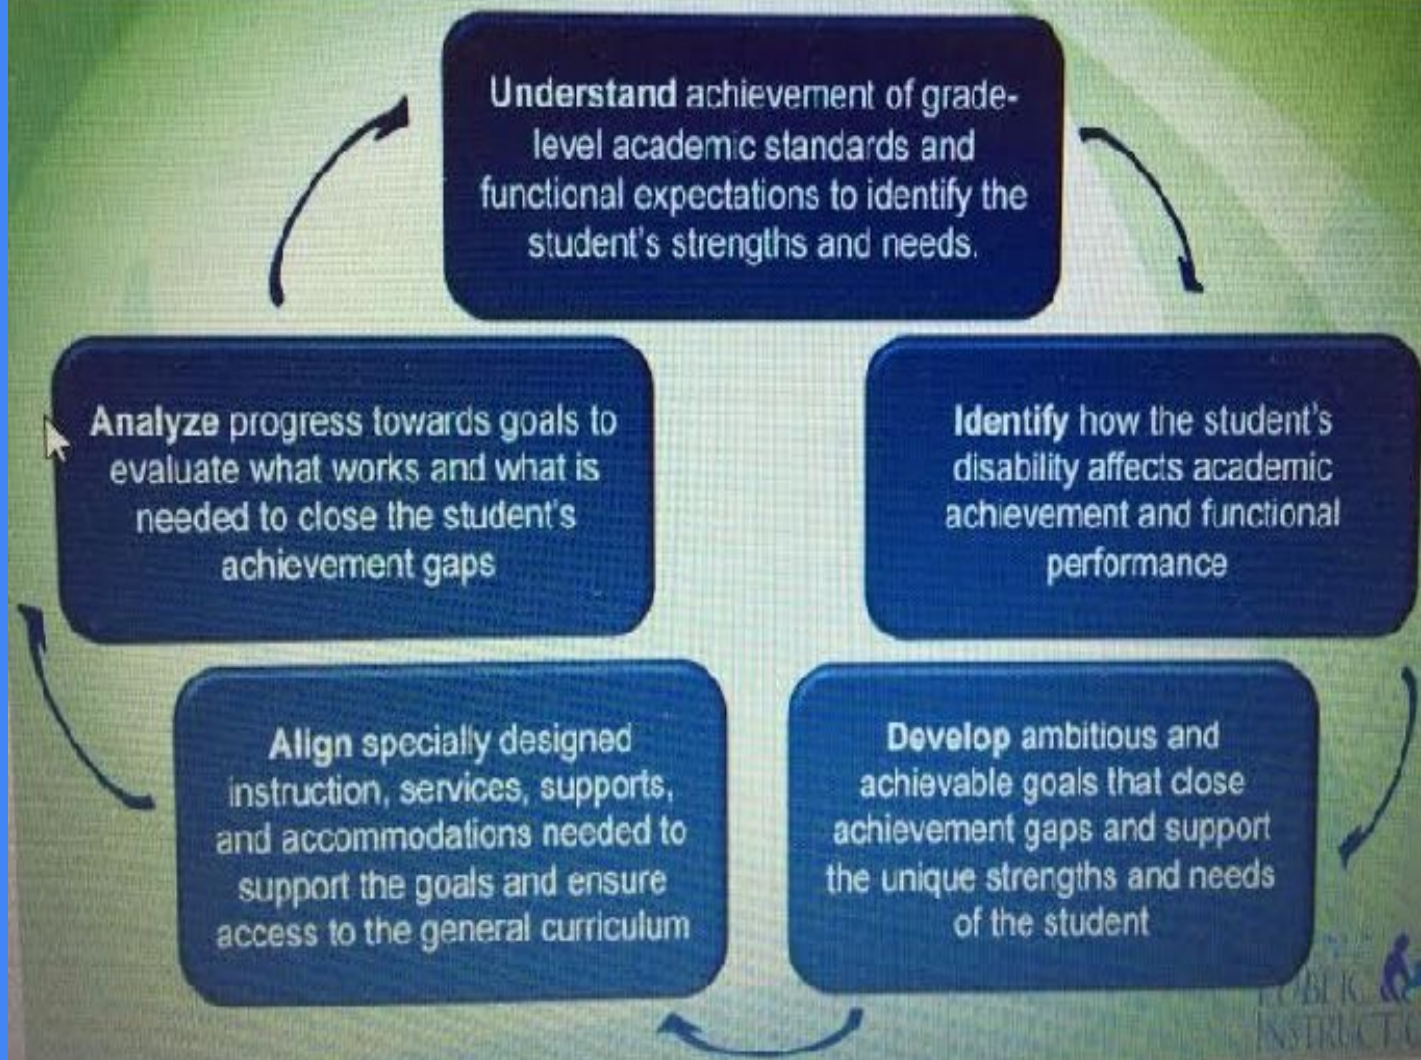 Understand achievement of grade-
level academic standards and
functional expectations to identify the
student's strengths and needs.
Identify how the student's
disability affects academic
achievement and functional
performance
Develop ambitious and
achievable goals that close
achievement gaps and support
the unique strengths and needs
of the student
Align specially designed
instruction, services, supports,
and accommodations needed to
support the goals and ensure
access to the general curriculum
Analyze progress towards goals to
evaluate what works and what is
needed to close the student's
achievement gaps
PUBLIC